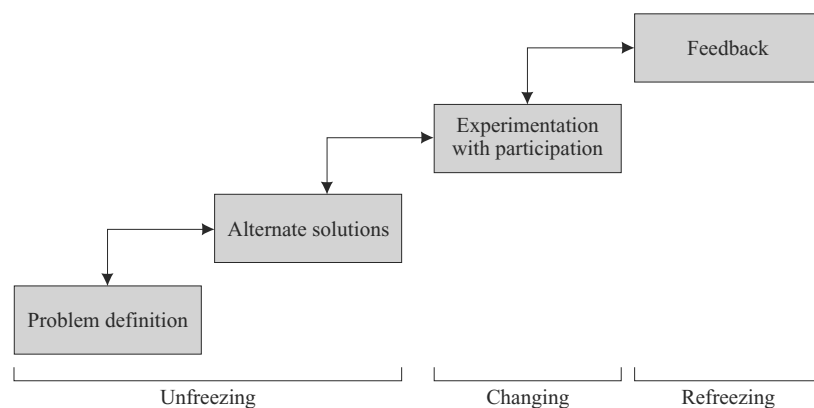 Feedback
Experimentation
with participation
Alternate solutions
Problem definition
Unfreezing
Changing
Refreezing